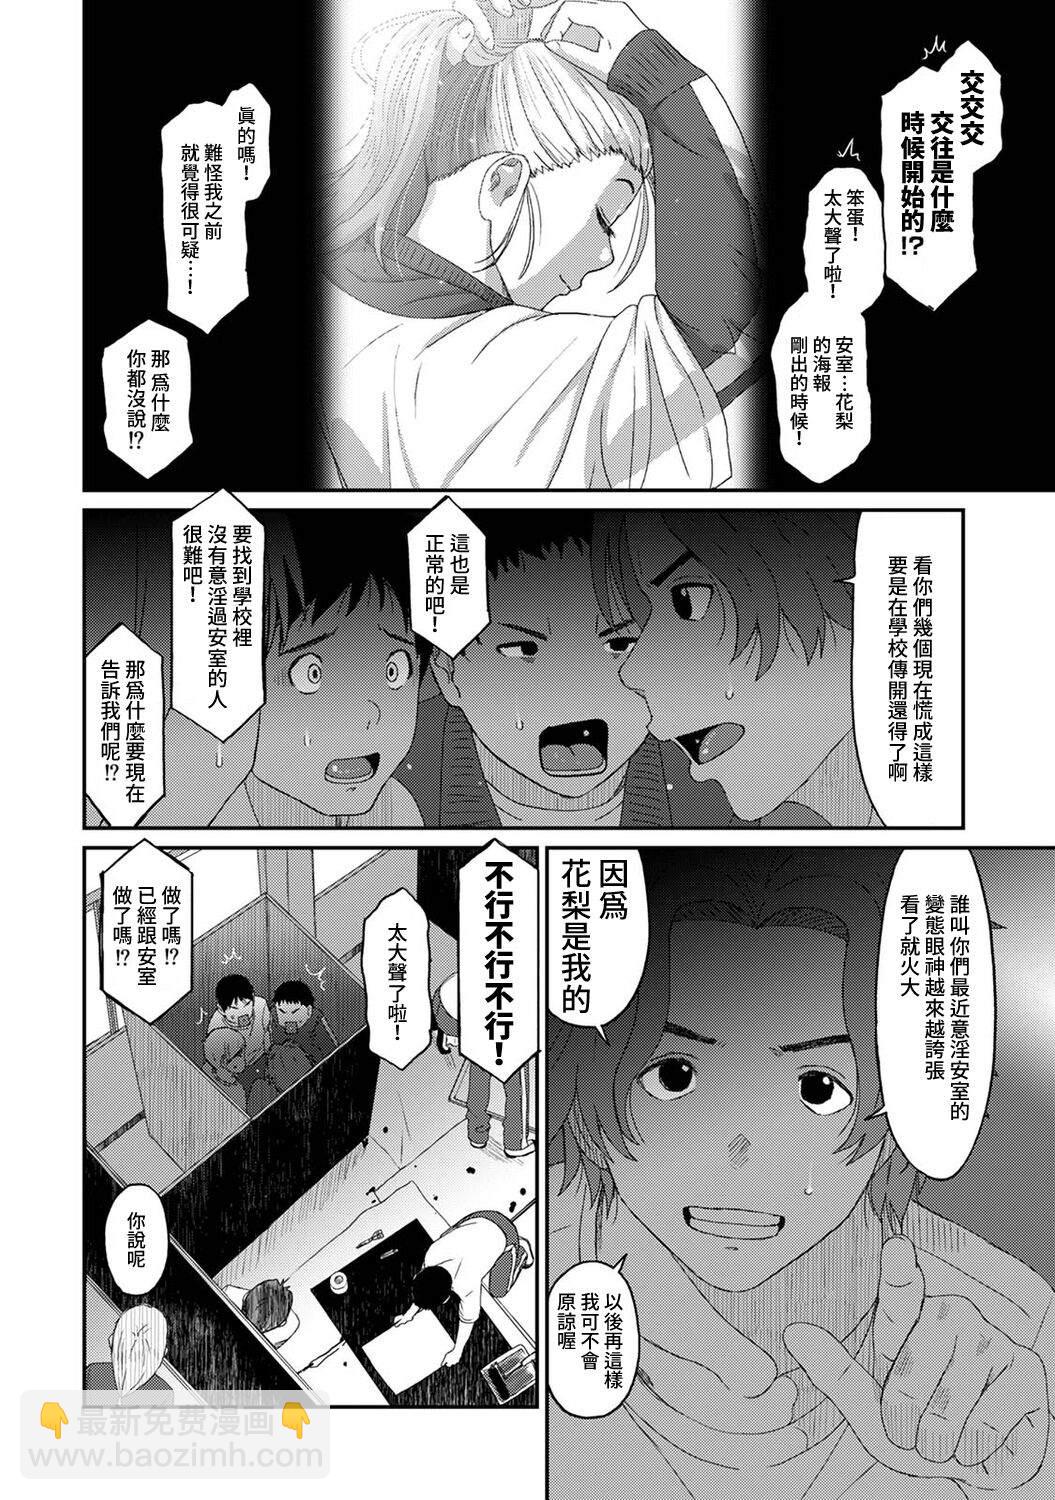 交交交
交往是什麼
時候開始的!?
笨蛋！
太大聲了啦！
安室…花梨
的海報
剛出的時候！
真的嗎！
難怪我之前
就覺得很可疑…！
那為什麼
你都沒說!?
看你們幾個現在慌成這樣
要是在學校傳開還得了啊
這也是
正常的吧！
要找到學校裡
沒有意淫過安室的人
很難吧！
那為什麼要現在
告訴我們呢!?
誰叫你們最近意淫安室的
變態眼神越來越誇張
看了就火大
因為
花梨是我的
以後再這樣
我可不會
原諒喔
不行不行不行！
太大聲了啦！
做了嗎!?
已經跟安室
做了嗎!?
你說呢
👇最新免费漫画👇
www.baozimh.com